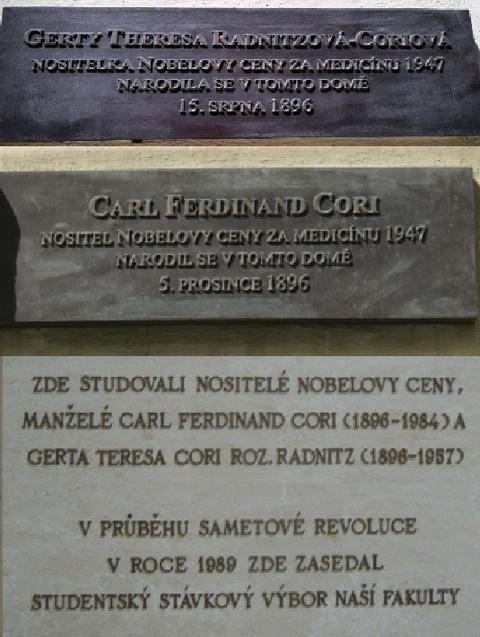 Gerty Theresa Radnitzová-Coriová
nositelka Nobelovy ceny za medicínu 1947
narodila se v tomto domě
15. srpna 1896
Carl Ferdinand Cori
nositel Nobelovy ceny za medicínu 1947
narodil se v tomto domě
5. prosince 1896
ZDE STUDOVALI NOSITELÉ NOBELOVY CENY,
MANŽELÉ CARL FERDINAND CORI (1896-1984) A
GERTA TERESA CORI ROZ. RADNITZ (1896-1957)
V PRŮBĚHU SAMETOVÉ REVOLUCE
V ROCE 1989 ZDE ZASEDAL
STUDENTSKÝ STÁVKOVÝ VÝBOR NAŠÍ FAKULTY